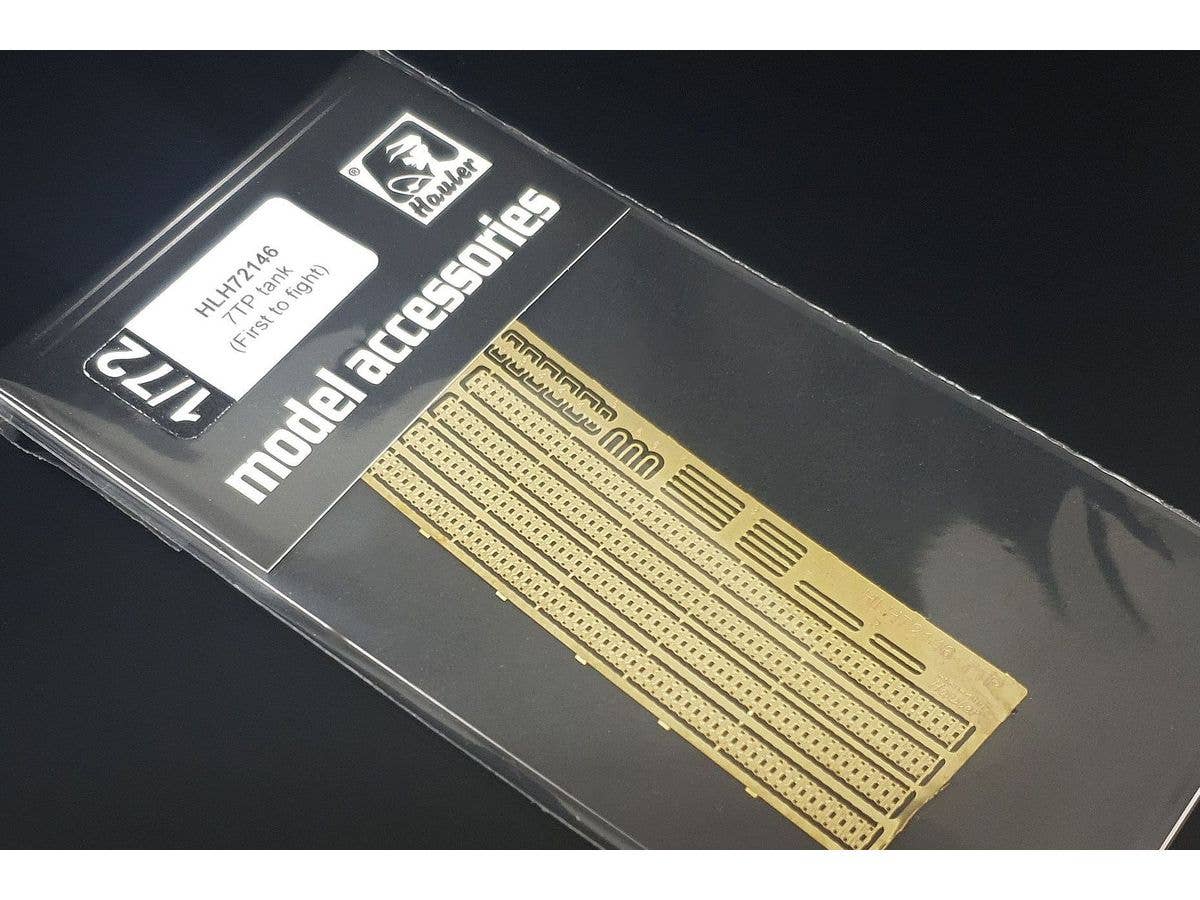 ® Hauler
HLH72146
7TP tank
(First to fight)
1/72
model accessories